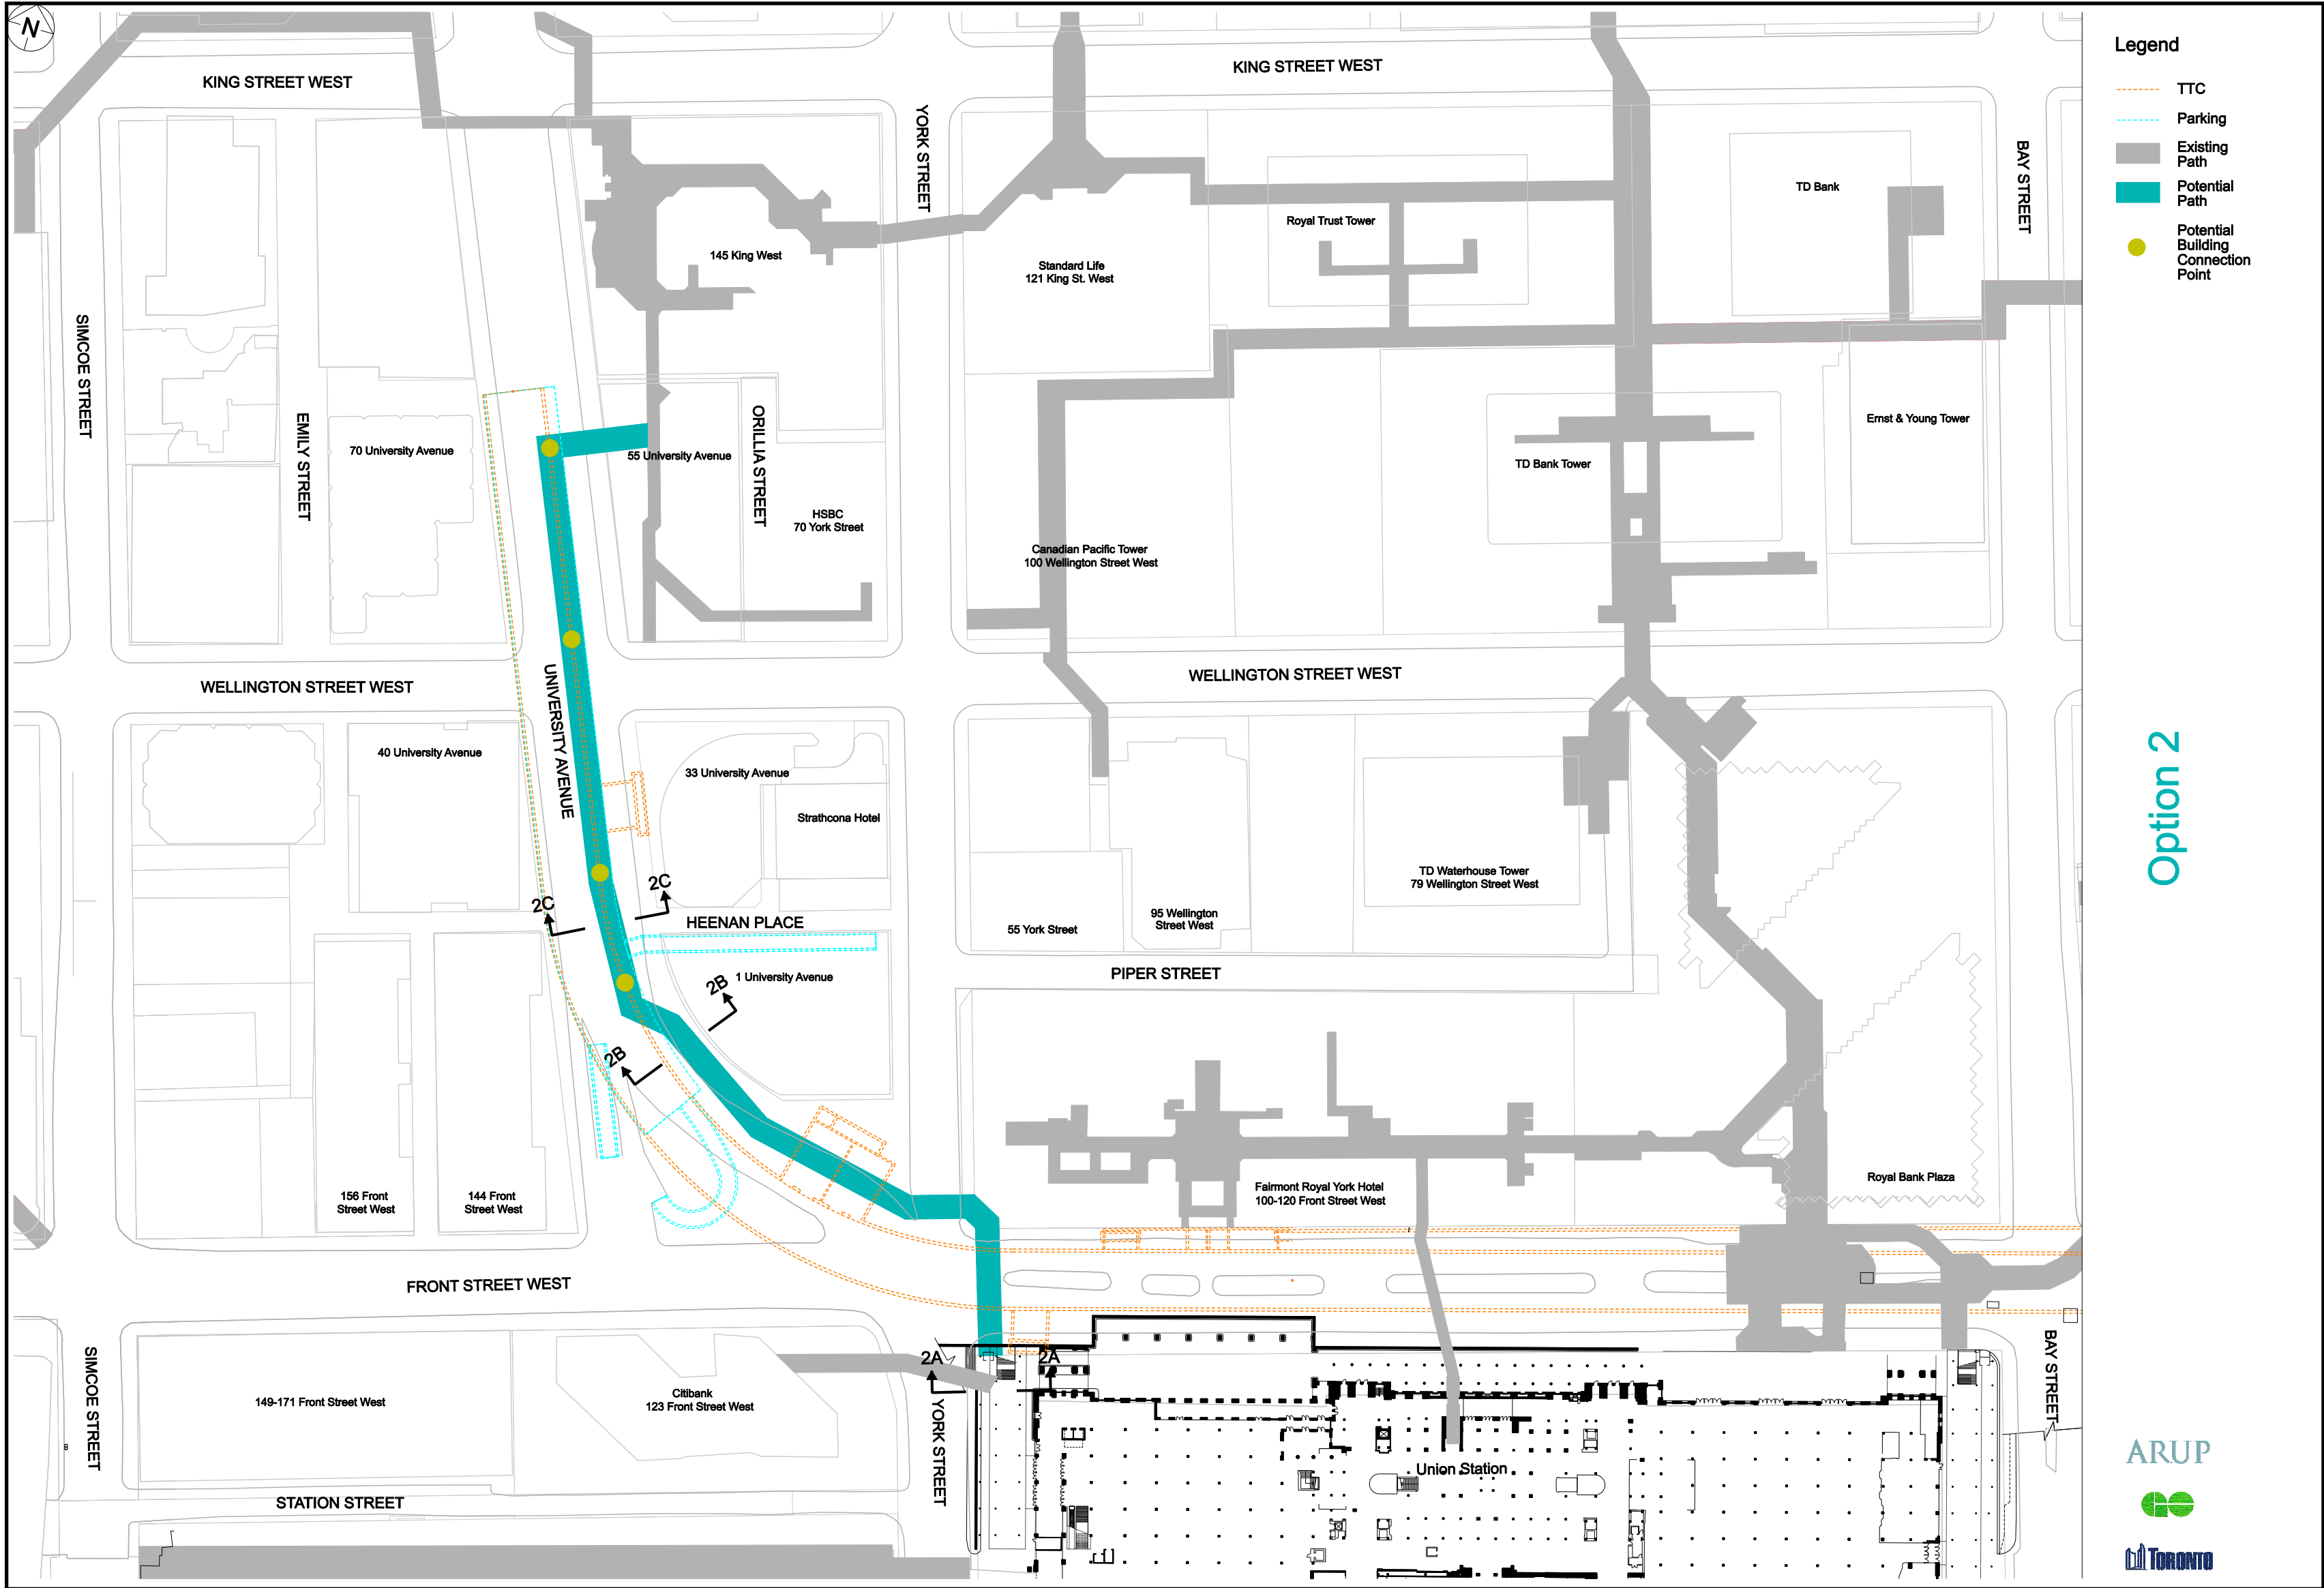 N
KING STREET WEST
KING STREET WEST
YORK STREET
BAY STREET
Legend
TTC
Parking
Existing
Path
Potential
Path
Potential
Building
Connection
Point
TD Bank
Royal Trust Tower
145 King West
Standard Life
121 King St. West
SIMCOE STREET
EMILY STREET
70 University Avenue
55 University Avenue
ORILLIA STREET
HSBC
70 York Street
Ernst & Young Tower
TD Bank Tower
Canadian Pacific Tower
100 Wellington Street West
WELLINGTON STREET WEST
WELLINGTON STREET WEST
UNIVERSITY AVENUE
40 University Avenue
33 University Avenue
Strathcona Hotel
TD Waterhouse Tower
79 Wellington Street West
95 Wellington
Street West
55 York Street
Option 2
2C
2C
HEENAN PLACE
1 University Avenue
PIPER STREET
2B
2B
156 Front
Street West
144 Front
Street West
Fairmont Royal York Hotel
100-120 Front Street West
Royal Bank Plaza
FRONT STREET WEST
SIMCOE STREET
149-171 Front Street West
Citibank
123 Front Street West
2A
2A
YORK STREET
BAY STREET
Union Station
STATION STREET
ARUP
GO
TORONTO